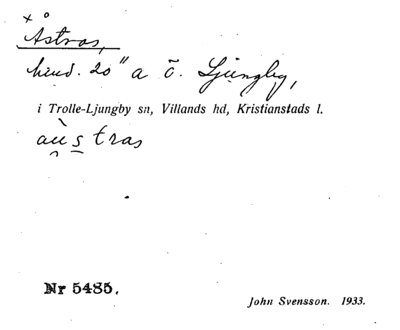 × Åstras,
hmd. 20" a Ö. Ljungby,
i Trolle-Ljungby sn, Villands hd, Kristianstads l.
aùstras
Nr 5485.
John Svensson. 1933.